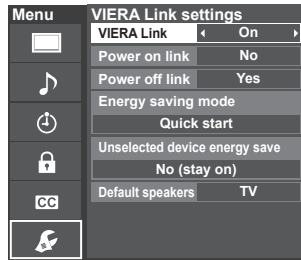 Menu
VIERA Link settings
VIERA Link On
Power on link No
Power off link Yes
Energy saving mode
Quick start
Unselected device energy save
No (stay on)
Default speakers TV
CC